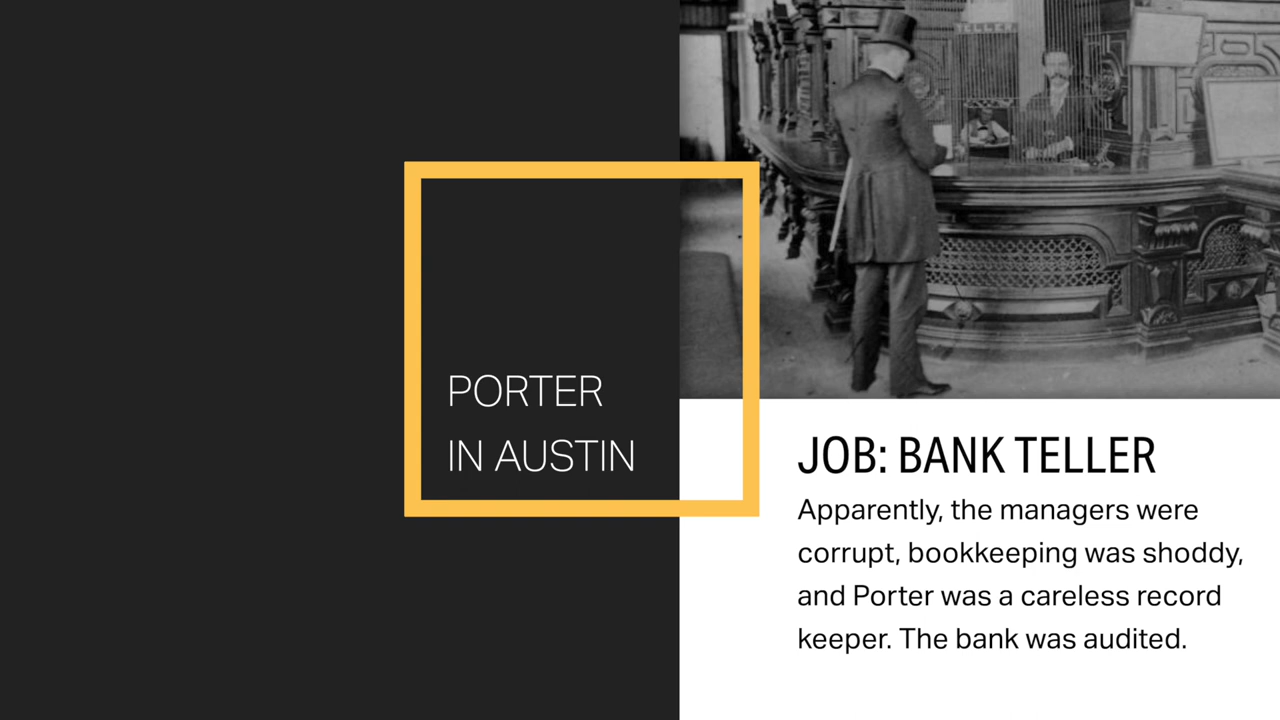 TELLER
PORTER
IN AUSTIN
JOB: BANK TELLER
Apparently, the managers were
corrupt, bookkeeping was shoddy,
and Porter was a careless record
keeper. The bank was audited.